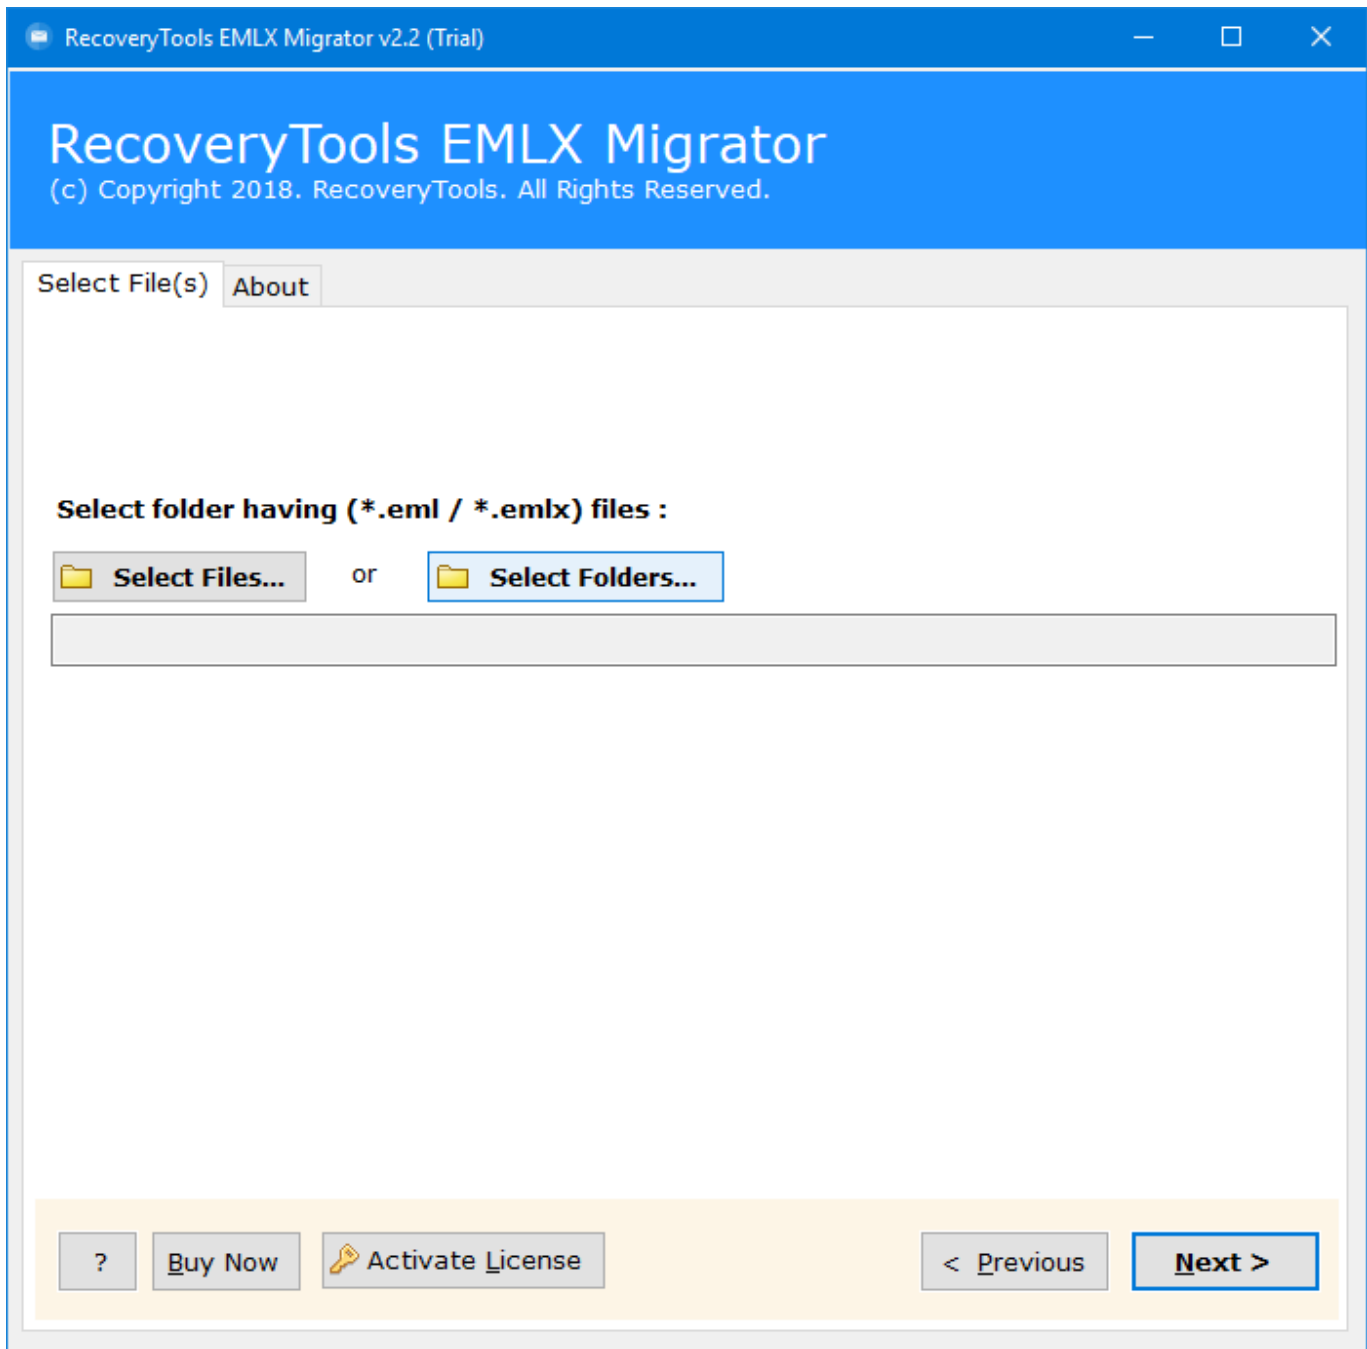 RecoveryTools EMLX Migrator v2.2 (Trial)
RecoveryTools EMLX Migrator
(c) Copyright 2018. RecoveryTools. All Rights Reserved.
Select File(s) About
Select folder having (*.eml / *.emlx) files :
Select Files... or Select Folders...
? Buy Now Activate License < Previous Next >